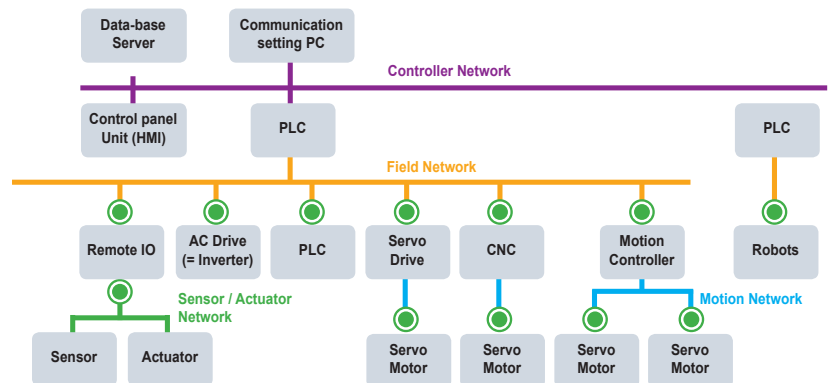 Data-base
Server
Communication
setting PC
Controller Network
Control panel
Unit (HMI)
PLC
PLC
Field Network
Remote IO
AC Drive
(= Inverter)
PLC
Servo
Drive
CNC
Motion
Controller
Robots
Sensor / Actuator
Network
Motion Network
Sensor
Actuator
Servo
Motor
Servo
Motor
Servo
Motor
Servo
Motor